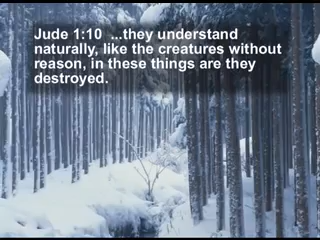 Jude 1:10 ...they understand
naturally, like the creatures without
reason, in these things are they
destroyed.